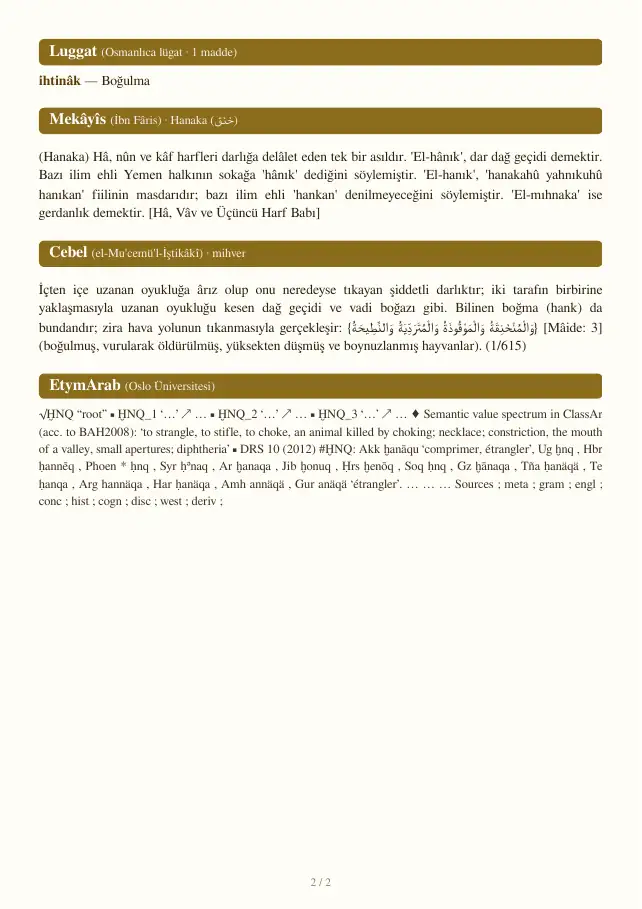 Luggat (Osmanlıca lügat · 1 madde)
ihtinâk — Boğulma
Mekâyîs (İbn Fâris) · Hanaka (خنق)
(Hanaka) Hâ, nûn ve kâf harfleri darlığa delâlet eden tek bir asıldır. 'El-hânık', dar dağ geçidi demektir.
Bazı ilim ehli Yemen halkının sokağa 'hânık' dediğini söylemiştir. 'El-hanık', 'hanakahû yahnıkuhû
hanıkan' fiilinin masdarıdır; bazı ilim ehli 'hankan' denilmeyeceğini söylemiştir. 'El-mıhnaka' ise
gerdanlık demektir. [Hâ, Vâv ve Üçüncü Harf Babı]
Cebel (el-Mu'cemü'l-İştikâkî) · mihver
İçten içe uzanan oyukluğa ârız olup onu neredeyse tıkayan şiddetli darlıktır; iki tarafın birbirine
yaklaşmasıyla uzanan oyukluğu kesen dağ geçidi ve vadi boğazı gibi. Bilinen boğma (hank) da
bundandır; zira hava yolunun tıkanmasıyla gerçekleşir: {وَالْمُنْخَنِقَةُ وَالْمَوْقُوذَةُ وَالْمُتَرَدِّيَةُ وَالنَّطِيحَةُ} [Mâide: 3]
(boğulmuş, vurularak öldürülmüş, yüksekten düşmüş ve boynuzlanmış hayvanlar). (1/615)
EtymArab (Oslo Üniversitesi)
√ḪNQ “root” ▪ ḪNQ_1 ‘…’ ↗ … ▪ ḪNQ_2 ‘…’ ↗ … ▪ ḪNQ_3 ‘…’ ↗ … ♦ Semantic value spectrum in ClassAr
(acc. to BAH2008): ‘to strangle, to stifle, to choke, an animal killed by choking; necklace; constriction, the mouth
of a valley, small apertures; diphtheria’ ▪ DRS 10 (2012) #ḪNQ: Akk ḫanāqu ‘comprimer, étrangler’, Ug ḫnq , Hbr
ḥannēq , Phoen * ḥnq , Syr ḥᵊnaq , Ar ḫanaqa , Jib ḫonuq , Ḥrs ḫenōq , Soq ḥnq , Gz ḫānaqa , Tña ḥanäqä , Te
ḥanqa , Arg hannäqa , Har ḥanäqa , Amh annäqä , Gur anäqä ‘étrangler’. … … … Sources ; meta ; gram ; engl ;
conc ; hist ; cogn ; disc ; west ; deriv ;
2 / 2